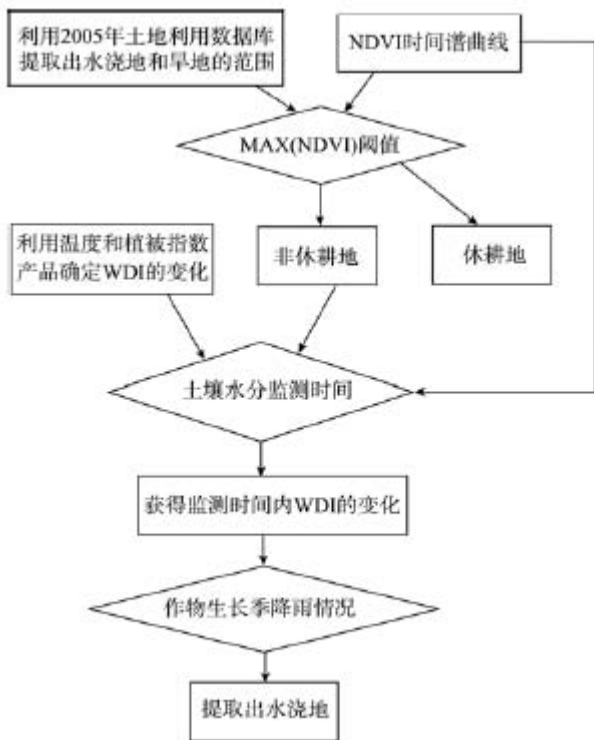 利用2005年土地利用数据库
提取出水浇地和旱地的范围
NDVI时间谱曲线
MAX(NDVI)阈值
利用温度和植被指数
产品确定WDI的变化
非休耕地
休耕地
土壤水分监测时间
获得监测时间内WDI的变化
作物生长季降雨情况
提取出水浇地